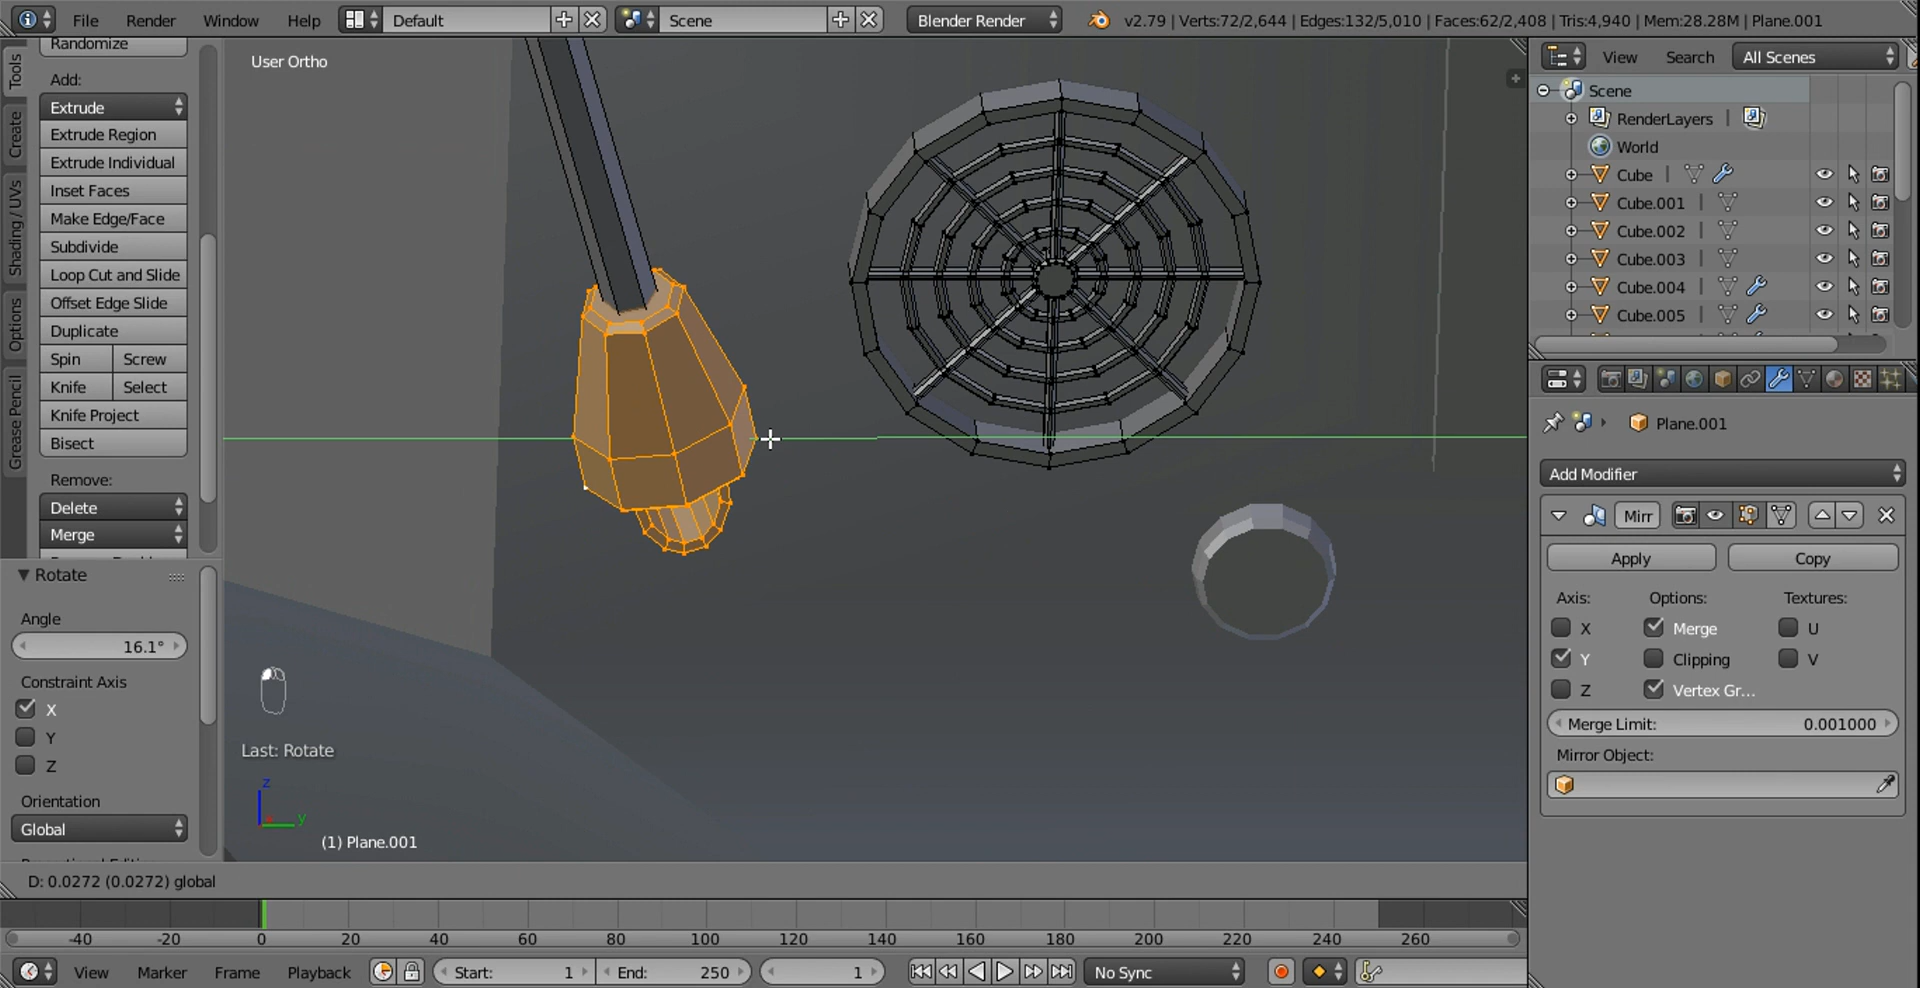 File Render Window Help Default Scene Blender Render v2.79 | Verts:72/2,644 | Edges:132/5,010 | Faces:62/2,408 | Tris:4,940 | Mem:28.28M | Plane.001
Tools
Create
Shading / UVs
Options
Grease Pencil
Randomize
Add:
Extrude
Extrude Region
Extrude Individual
Inset Faces
Make Edge/Face
Subdivide
Loop Cut and Slide
Offset Edge Slide
Duplicate
Spin Screw
Knife Select
Knife Project
Bisect
Remove:
Delete
Merge
Rotate
Angle
16.1°
Constraint Axis
X
Y
Z
Orientation
Global
User Ortho
Last: Rotate
z
y
(1) Plane.001
D: 0.0272 (0.0272) global
-40 -20 0 20 40 60 80 100 120 140 160 180 200 220 240 260
View Marker Frame Playback Start: 1 End: 250 1 No Sync
View Search All Scenes
Scene
RenderLayers |
World
Cube |
Cube.001 |
Cube.002 |
Cube.003 |
Cube.004 |
Cube.005 |
Plane.001
Add Modifier
Mirr
Apply Copy
Axis: Options: Textures:
X Merge U
Y Clipping V
Z Vertex Gr...
Merge Limit: 0.001000
Mirror Object: